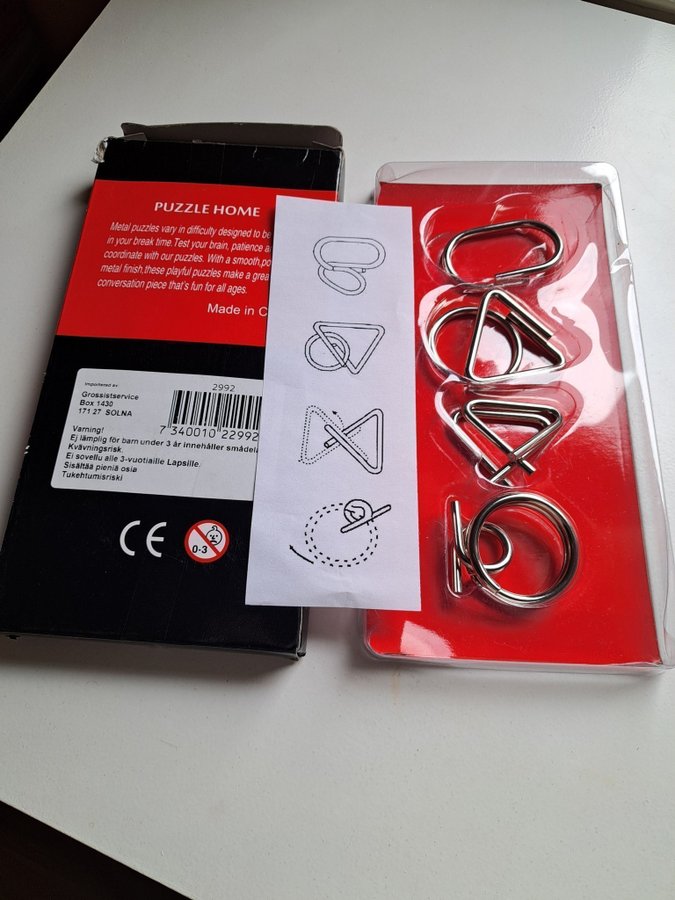 PUZZLE HOME
Metal puzzles vary in difficulty designed to be
in your break time.Test your brain, patience a
coordinate with our puzzles. With a smooth,po
metal finish,these playful puzzles make a grea
conversation piece that's fun for all ages.
Made in C
Importered av
Grossistservice
Box 1430
171 27 SOLNA
2992
7 340010 22992
Varning!
Ej lämplig för barn under 3 år innehåller smådela
Kvävningsrisk.
Ei sovellu alle 3-vuotiaille Lapsille.
Sisältää pieniä osia
Tukehtumisriski
CE
0-3